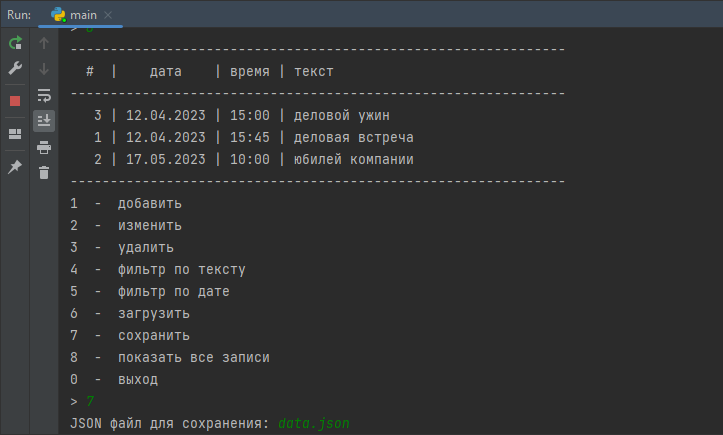 Run: main
---------------------------------------------------------------
# | дата | время | текст
---------------------------------------------------------------
3 | 12.04.2023 | 15:00 | деловой ужин
1 | 12.04.2023 | 15:45 | деловая встреча
2 | 17.05.2023 | 10:00 | юбилей компании
---------------------------------------------------------------
1 - добавить
2 - изменить
3 - удалить
4 - фильтр по тексту
5 - фильтр по дате
6 - загрузить
7 - сохранить
8 - показать все записи
0 - выход
> 7
JSON файл для сохранения: data.json